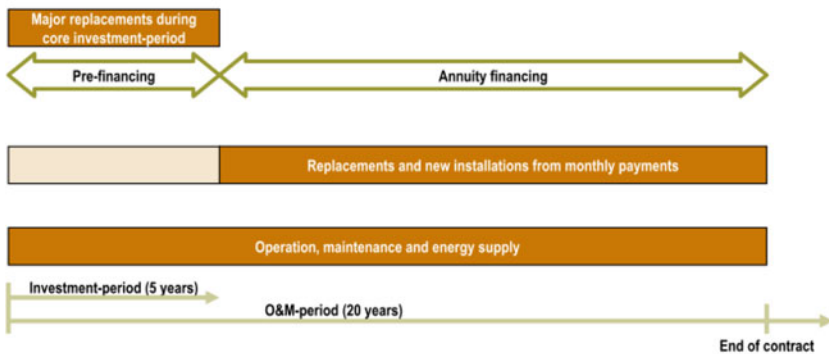 Major replacements during
core investment-period
Pre-financing
Annuity financing
Replacements and new installations from monthly payments
Operation, maintenance and energy supply
Investment-period (5 years)
O&M-period (20 years)
End of contract